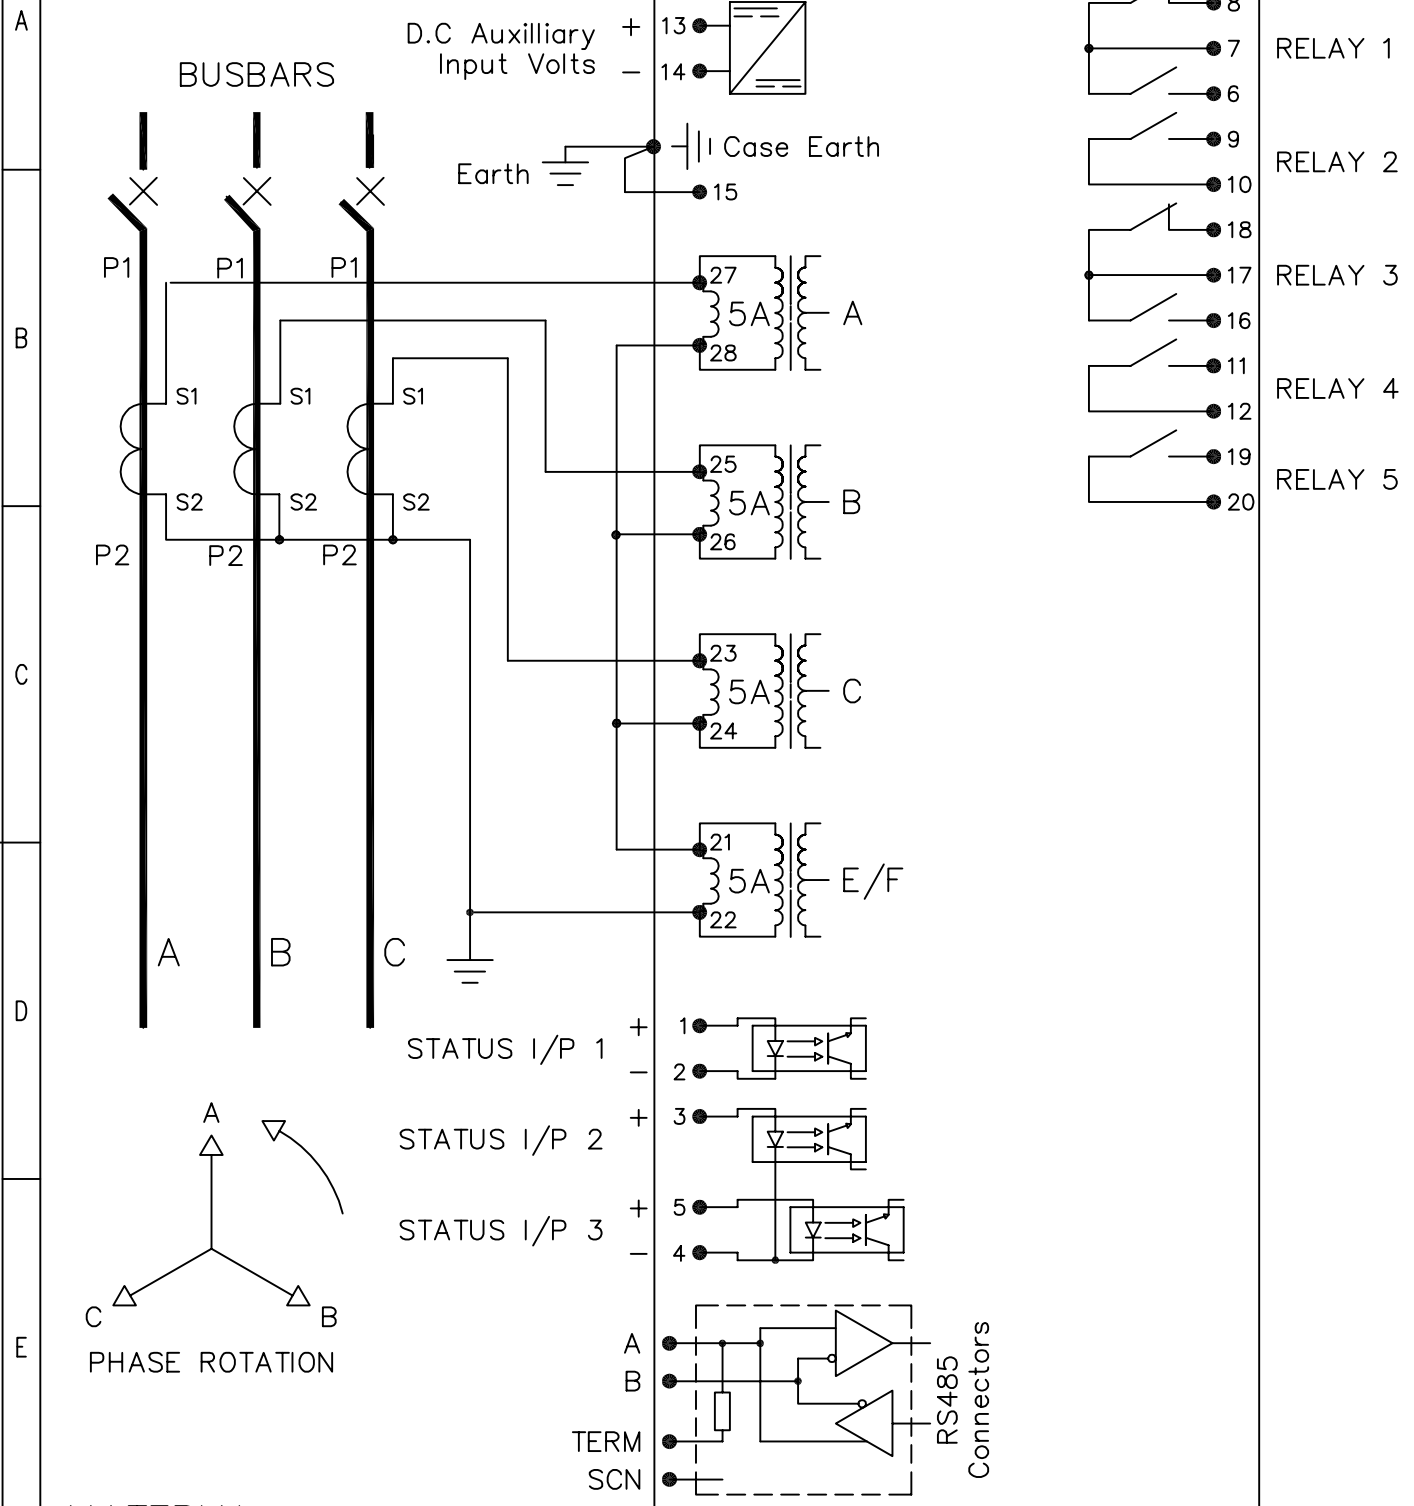 A
BUSBARS
D.C Auxilliary
Input Volts
+ 13
− 14
Earth
Case Earth
15
8
7
6
RELAY 1
9
10
RELAY 2
18
17
16
RELAY 3
11
12
RELAY 4
19
20
RELAY 5
B
P1 P1 P1
S1 S1 S1
S2 S2 S2
P2 P2 P2
27
5A A
28
25
5A B
26
C
23
5A C
24
21
5A E/F
22
A B C
D
STATUS I/P 1
+ 1
− 2
STATUS I/P 2
+ 3
STATUS I/P 3
+ 5
− 4
A
C B
PHASE ROTATION
E
A
B
TERM
SCN
RS485
Connectors